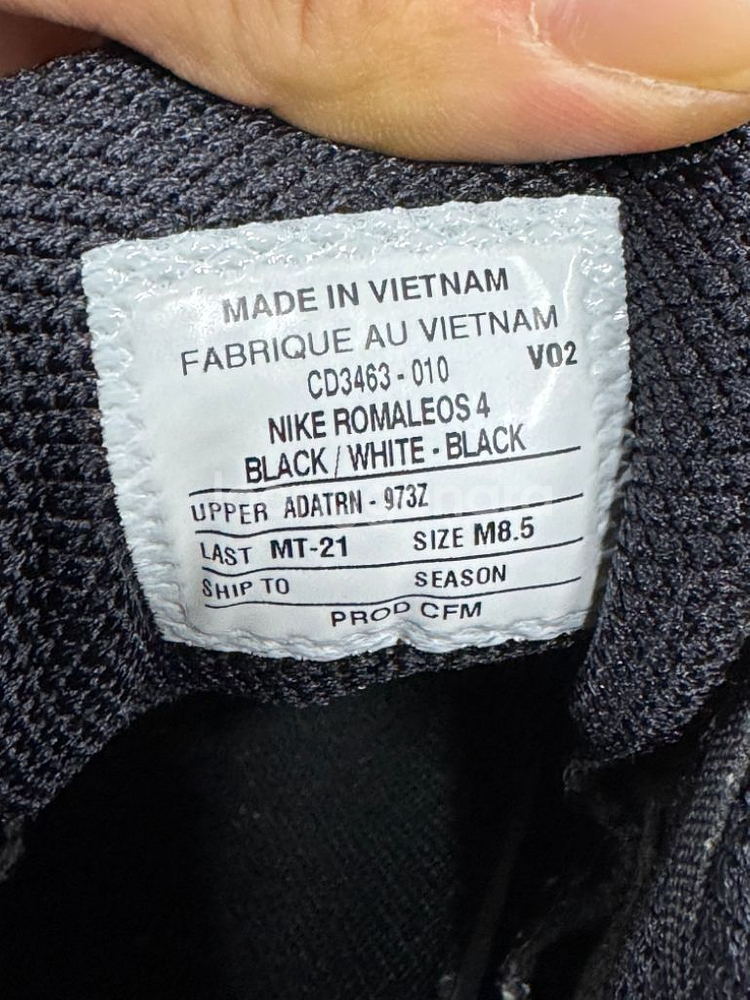 MADE IN VIETNAM
FABRIQUE AU VIETNAM
CD3463 - 010 V02
NIKE ROMALEOS 4
BLACK / WHITE - BLACK
UPPER ADATRN - 973Z
LAST MT-21 SIZE M8.5
SHIP TO SEASON
PROD CFM